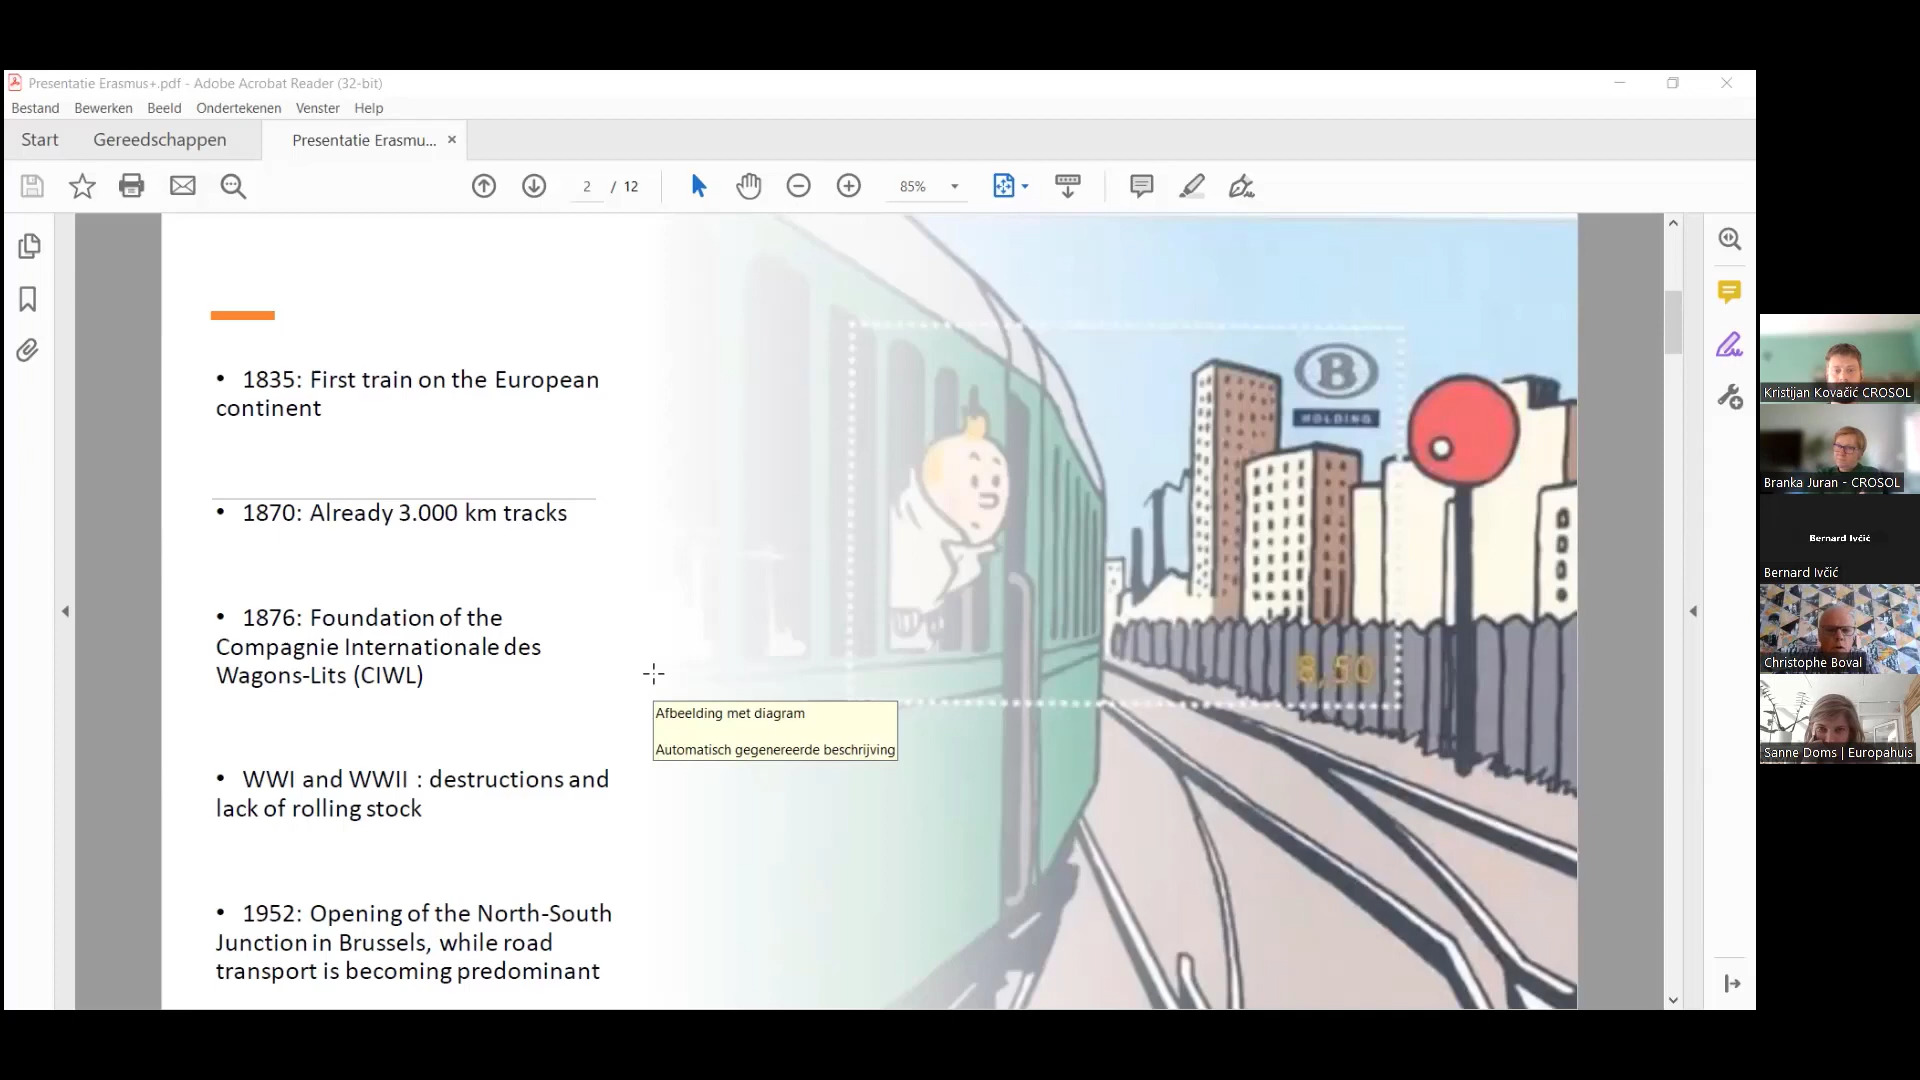 Presentatie Erasmus+.pdf - Adobe Acrobat Reader (32-bit)
Bestand Bewerken Beeld Ondertekenen Venster Help
Start Gereedschappen Presentatie Erasmu... ×
2 / 12 85%
• 1835: First train on the European
continent
• 1870: Already 3.000 km tracks
• 1876: Foundation of the
Compagnie Internationale des
Wagons-Lits (CIWL)
• WWI and WWII : destructions and
lack of rolling stock
• 1952: Opening of the North-South
Junction in Brussels, while road
transport is becoming predominant
B
HOLDING
8,50
Afbeelding met diagram
Automatisch gegenereerde beschrijving
Kristijan Kovačić CROSOL
Branka Juran - CROSOL
Bernard Ivčić
Bernard Ivčić
Christophe Boval
Sanne Doms | Europahuis